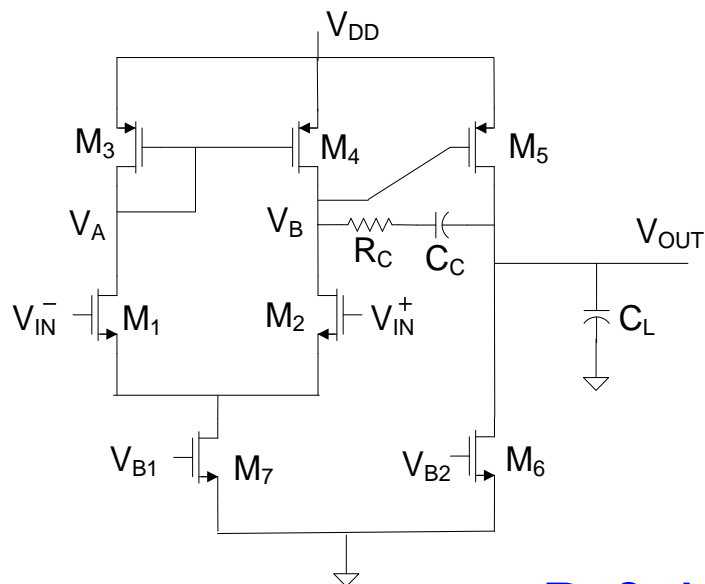 V_DD
M_3 M_4 M_5
V_A V_B V_OUT
R_C C_C
V_IN^- M_1 M_2 V_IN^+ C_L
V_B1 M_7 V_B2 M_6